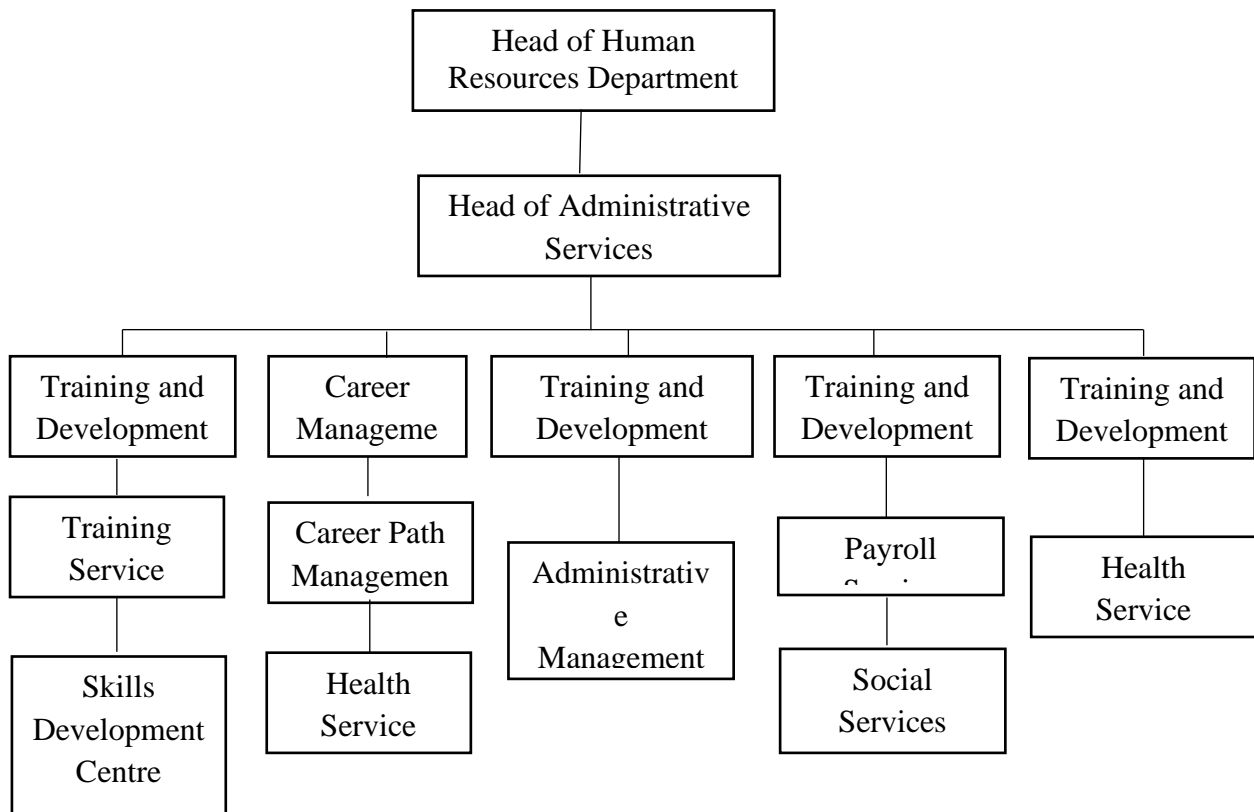 Head of Human
Resources Department
Head of Administrative
Services
Training and
Development
Career
Manageme
Training and
Development
Training and
Development
Training and
Development
Training
Service
Career Path
Managemen
Administrativ
e
Management
Payroll
Health
Service
Skills
Development
Centre
Health
Service
Social
Services